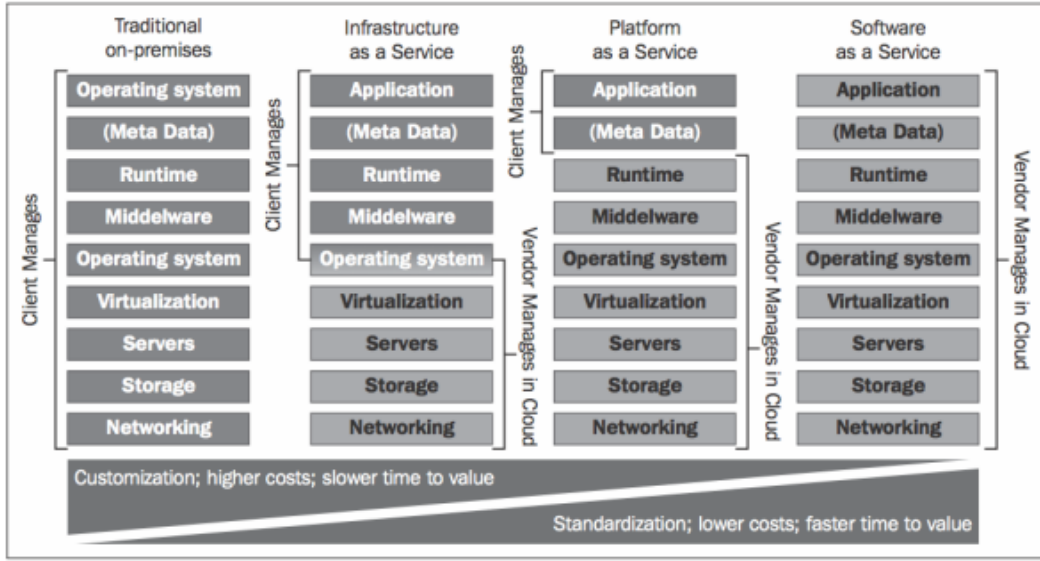 Traditional
on-premises
Infrastructure
as a Service
Platform
as a Service
Software
as a Service
Client Manages
Operating system
(Meta Data)
Runtime
Middelware
Operating system
Virtualization
Servers
Storage
Networking
Client Manages
Application
(Meta Data)
Runtime
Middelware
Operating system
Virtualization
Servers
Storage
Networking
Vendor Manages in Cloud
Client Manages
Application
(Meta Data)
Runtime
Middelware
Operating system
Virtualization
Servers
Storage
Networking
Vendor Manages in Cloud
Application
(Meta Data)
Runtime
Middelware
Operating system
Virtualization
Servers
Storage
Networking
Vendor Manages in Cloud
Customization; higher costs; slower time to value
Standardization; lower costs; faster time to value